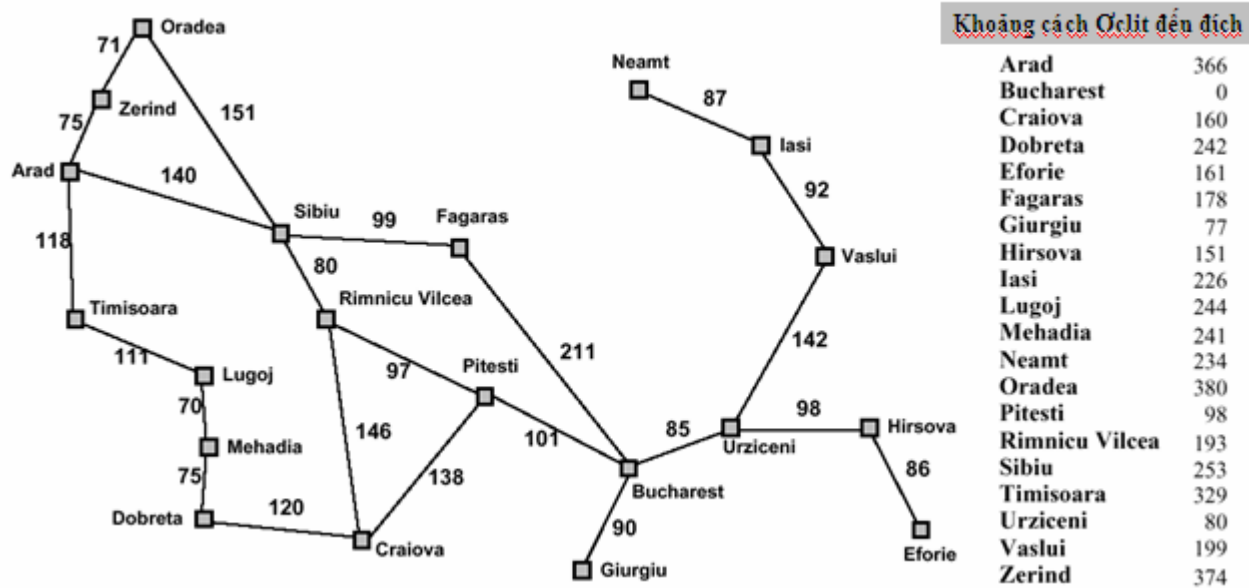 Oradea
71
Neamt
Zerind
87
151
75
Iasi
Arad
140
92
Sibiu
99
Fagaras
118
Vaslui
80
Timisoara
Rimnicu Vilcea
142
211
111
Lugoj
97
Pitesti
70
98
Hirsova
146
85
Urziceni
Mehadia
101
86
75
138
Bucharest
Dobreta
120
90
Craiova
Eforie
Giurgiu
Khoảng cách Ơclit đến đích
Arad 366
Bucharest 0
Craiova 160
Dobreta 242
Eforie 161
Fagaras 178
Giurgiu 77
Hirsova 151
Iasi 226
Lugoj 244
Mehadia 241
Neamt 234
Oradea 380
Pitesti 98
Rimnicu Vilcea 193
Sibiu 253
Timisoara 329
Urziceni 80
Vaslui 199
Zerind 374